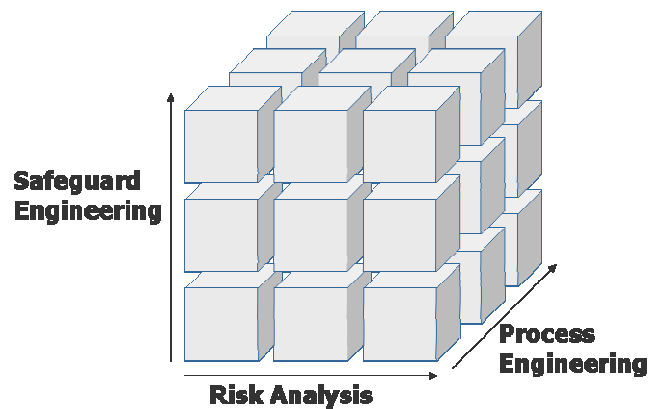 Safeguard
Engineering
Process
Engineering
Risk Analysis